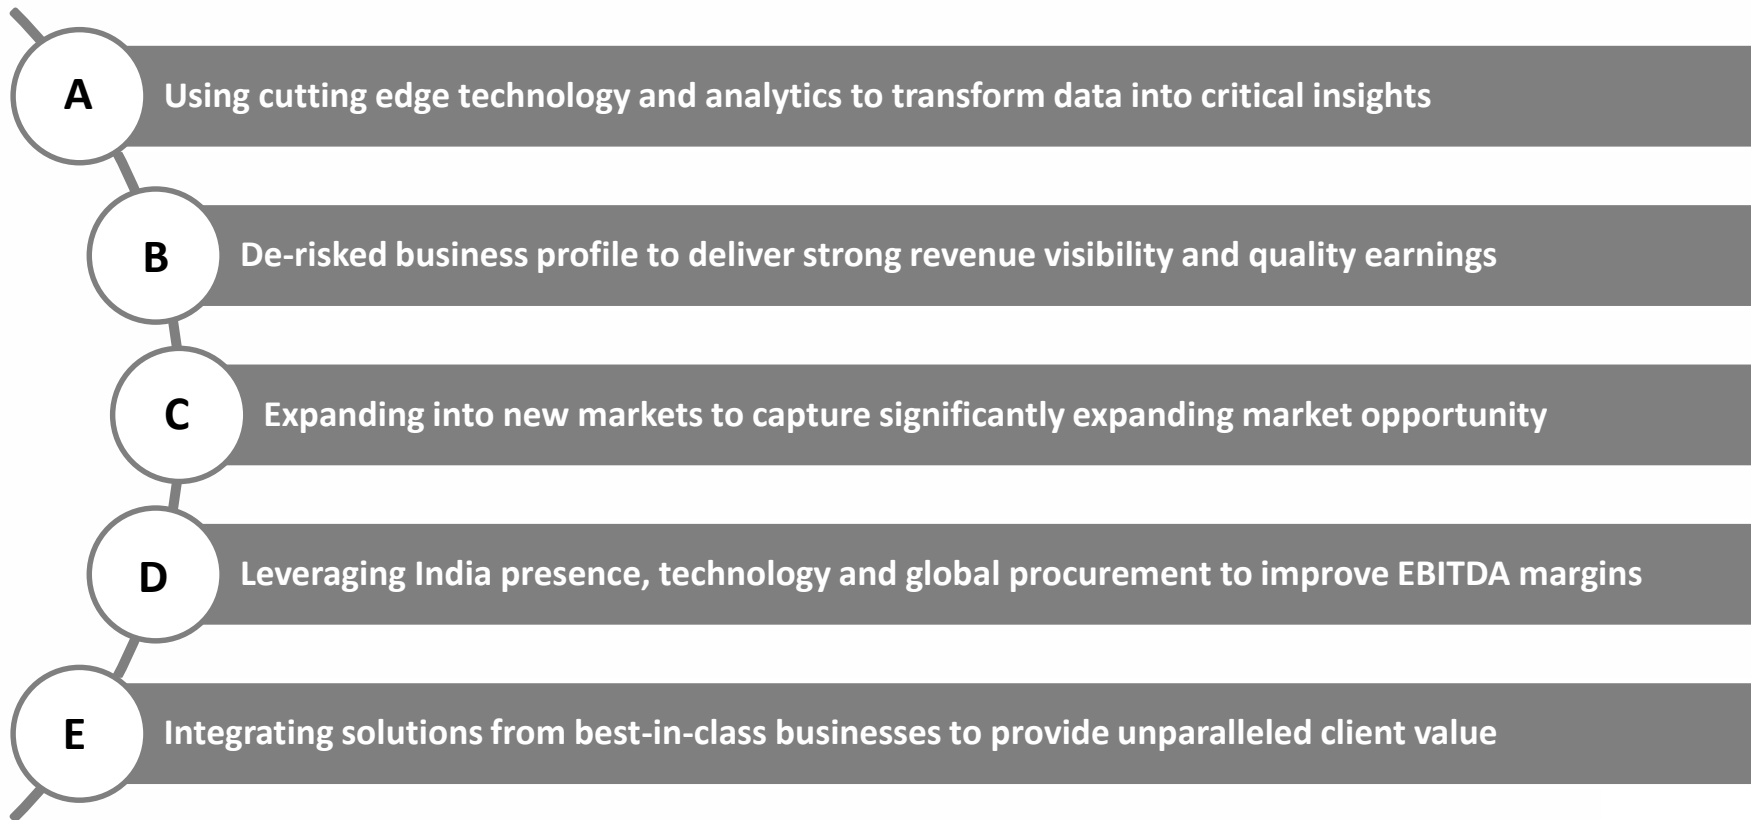 A
Using cutting edge technology and analytics to transform data into critical insights
B
De-risked business profile to deliver strong revenue visibility and quality earnings
C
Expanding into new markets to capture significantly expanding market opportunity
D
Leveraging India presence, technology and global procurement to improve EBITDA margins
E
Integrating solutions from best-in-class businesses to provide unparalleled client value